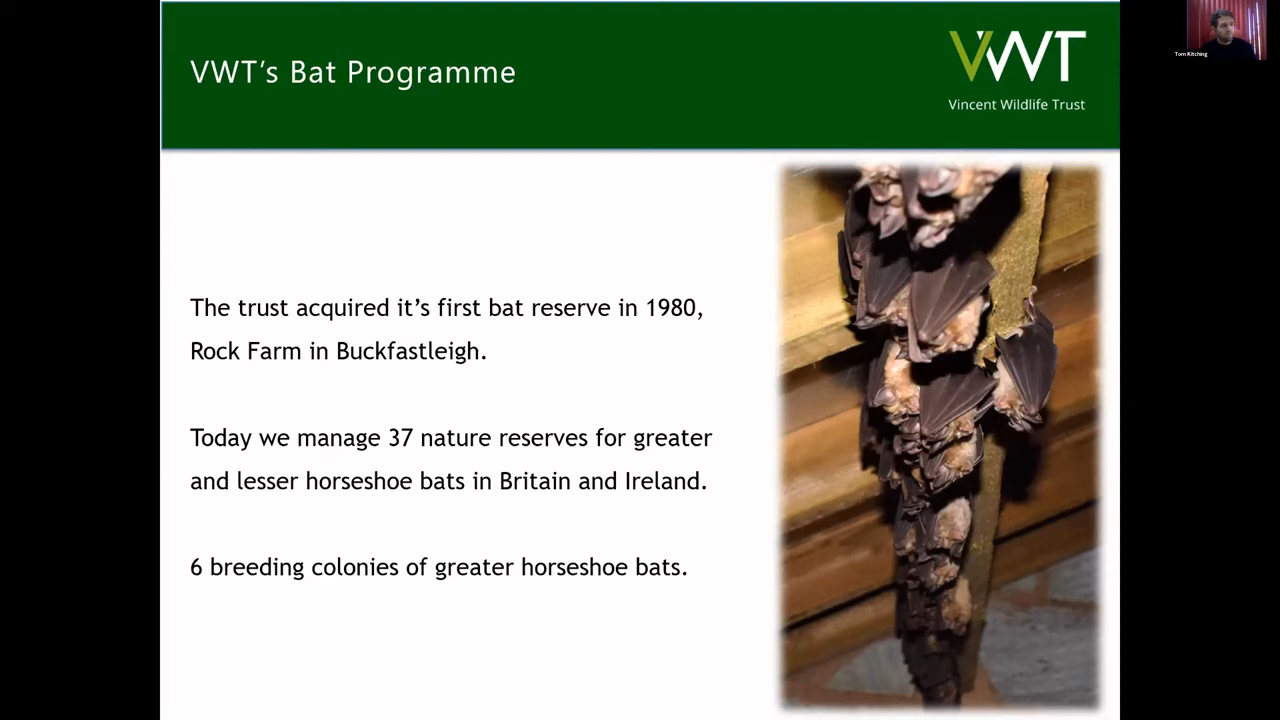 VWT's Bat Programme
VWT
Vincent Wildlife Trust
Tom Kitching
The trust acquired it’s first bat reserve in 1980,
Rock Farm in Buckfastleigh.
Today we manage 37 nature reserves for greater
and lesser horseshoe bats in Britain and Ireland.
6 breeding colonies of greater horseshoe bats.